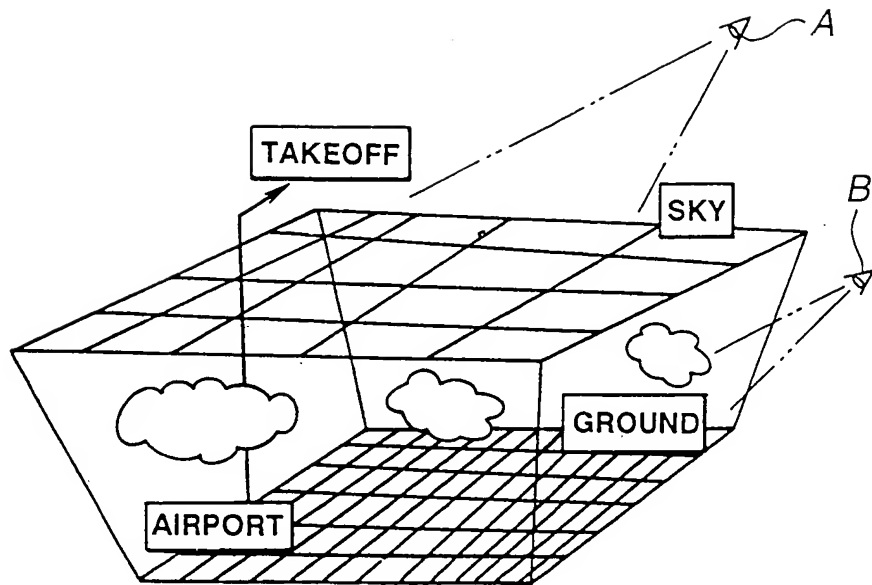 A
TAKEOFF
B
SKY
GROUND
AIRPORT